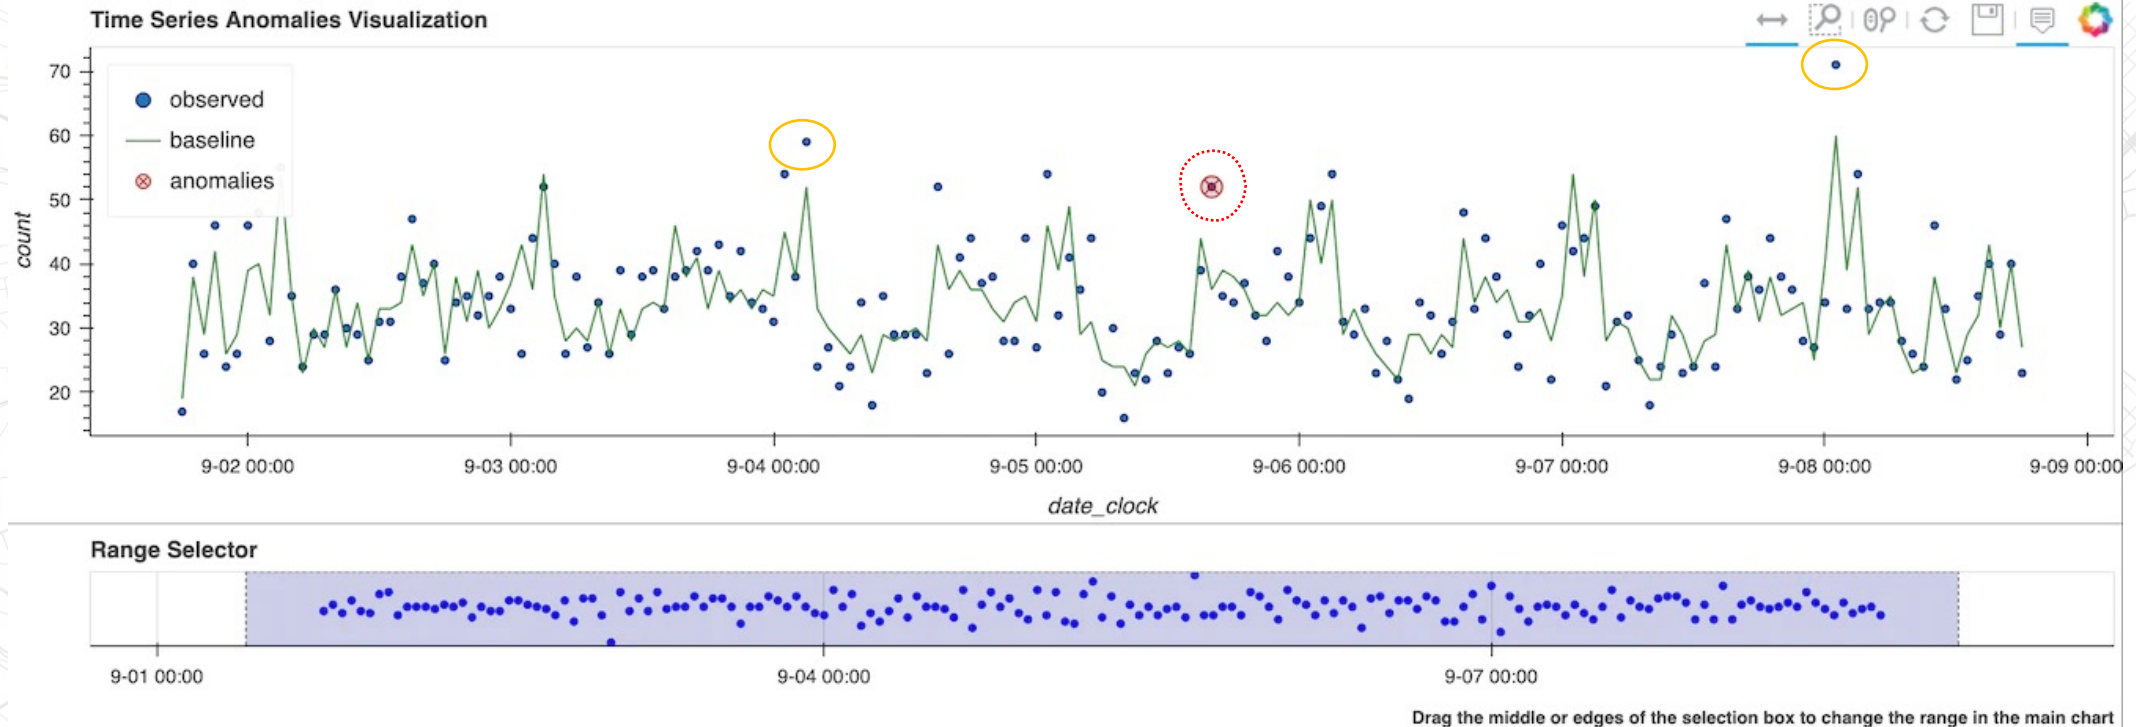 Time Series Anomalies Visualization
70
60
50
40
30
20
count
observed
baseline
anomalies
9-02 00:00
9-03 00:00
9-04 00:00
9-05 00:00
9-06 00:00
9-07 00:00
9-08 00:00
9-09 00:00
date_clock
Range Selector
9-01 00:00
9-04 00:00
9-07 00:00
Drag the middle or edges of the selection box to change the range in the main chart